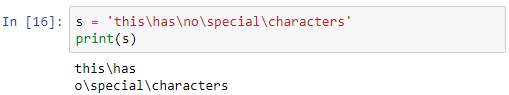 In [16]: s = 'this\has\no\special\characters'
print(s)
this\has
o\special\characters